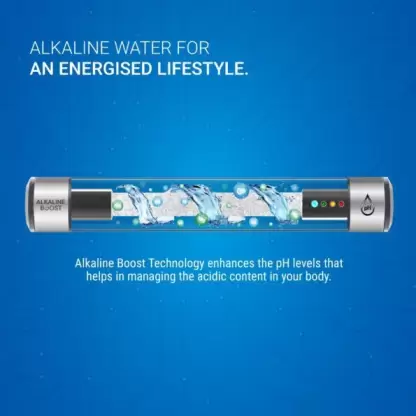 ALKALINE WATER FOR
AN ENERGISED LIFESTYLE.
ALKALINE
BOOST
pH
Alkaline Boost Technology enhances the pH levels that
helps in managing the acidic content in your body.